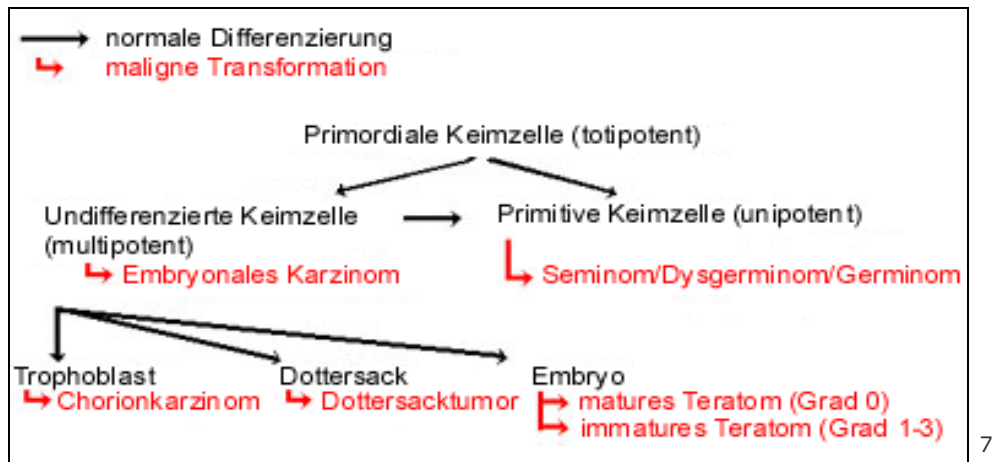 normale Differenzierung
maligne Transformation
Primordiale Keimzelle (totipotent)
Undifferenzierte Keimzelle
(multipotent)
Primitive Keimzelle (unipotent)
Embryonales Karzinom
Seminom/Dysgerminom/Germinom
Trophoblast
Chorionkarzinom
Dottersack
Dottersacktumor
Embryo
matures Teratom (Grad 0)
immatures Teratom (Grad 1-3)
7